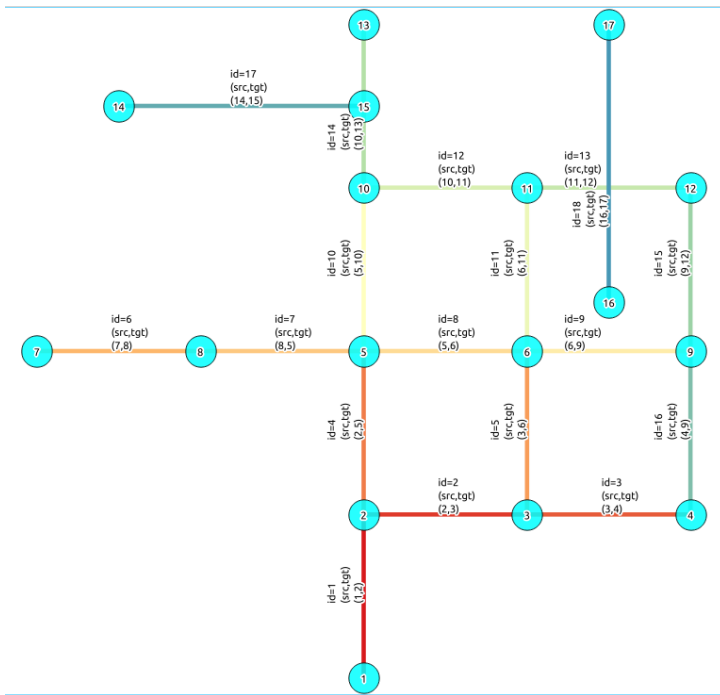 13
17
id=17
(src,tgt)
(14,15)
14
15
id=14
(src,tgt)
(10,13)
id=12
(src,tgt)
(10,11)
id=13
(src,tgt)
(11,12)
10
11
12
id=18
(src,tgt)
(16,17)
id=10
(src,tgt)
(5,10)
id=11
(src,tgt)
(6,11)
id=15
(src,tgt)
(9,12)
16
id=6
(src,tgt)
(7,8)
id=7
(src,tgt)
(8,5)
id=8
(src,tgt)
(5,6)
id=9
(src,tgt)
(6,9)
7
8
5
6
9
id=4
(src,tgt)
(2,5)
id=5
(src,tgt)
(3,6)
id=16
(src,tgt)
(4,9)
id=2
(src,tgt)
(2,3)
id=3
(src,tgt)
(3,4)
2
3
4
id=1
(src,tgt)
(1,2)
1